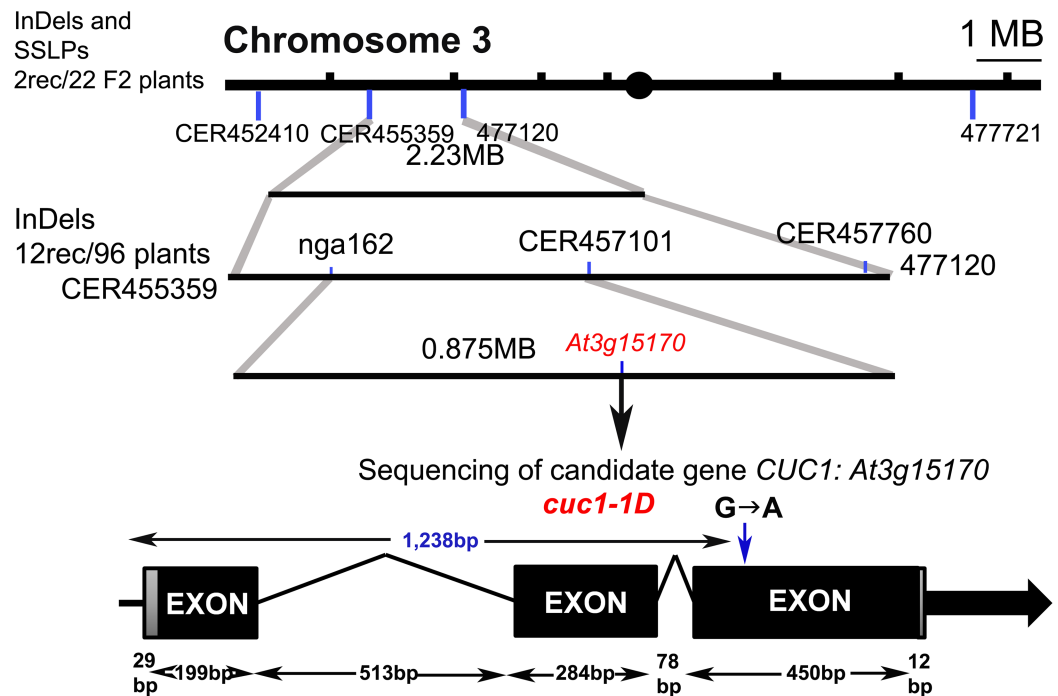 InDels and
SSLPs
2rec/22 F2 plants
Chromosome 3
1 MB
CER452410
CER455359
477120
477721
2.23MB
InDels
12rec/96 plants
CER455359
nga162
CER457101
CER457760
477120
0.875MB
At3g15170
Sequencing of candidate gene CUC1: At3g15170
cuc1-1D
G→A
1,238bp
EXON
EXON
EXON
29
bp
199bp
513bp
284bp
78
bp
450bp
12
bp